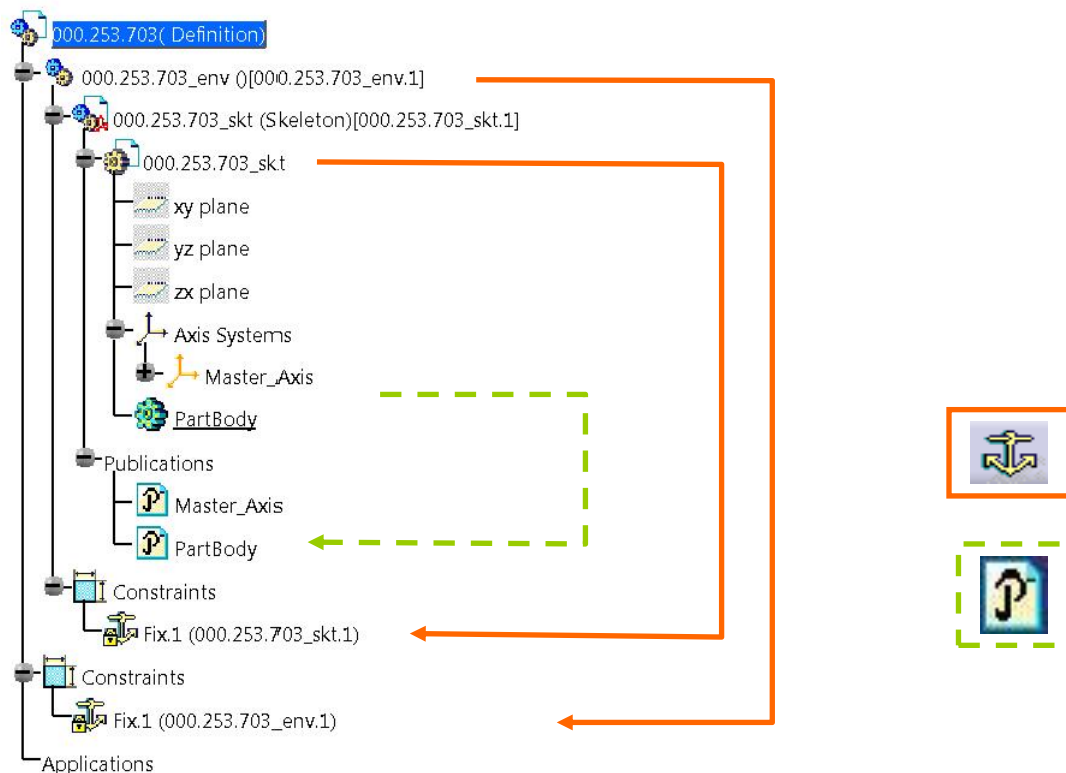 000.253.703( Definition)
000.253.703_env ()[000.253.703_env.1]
000.253.703_skt (Skeleton)[000.253.703_skt.1]
000.253.703_skt
xy plane
yz plane
zx plane
Axis Systems
Master_Axis
PartBody
Publications
Master_Axis
PartBody
Constraints
Fix.1 (000.253.703_skt.1)
Constraints
Fix.1 (000.253.703_env.1)
Applications